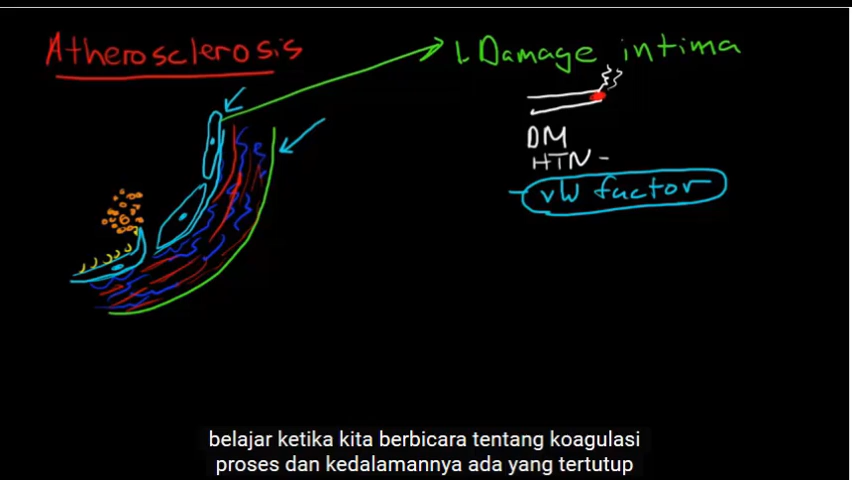 Atherosclerosis
1. Damage intima
DM
HTN -
vW factor
belajar ketika kita berbicara tentang koagulasi
proses dan kedalamannya ada yang tertutup